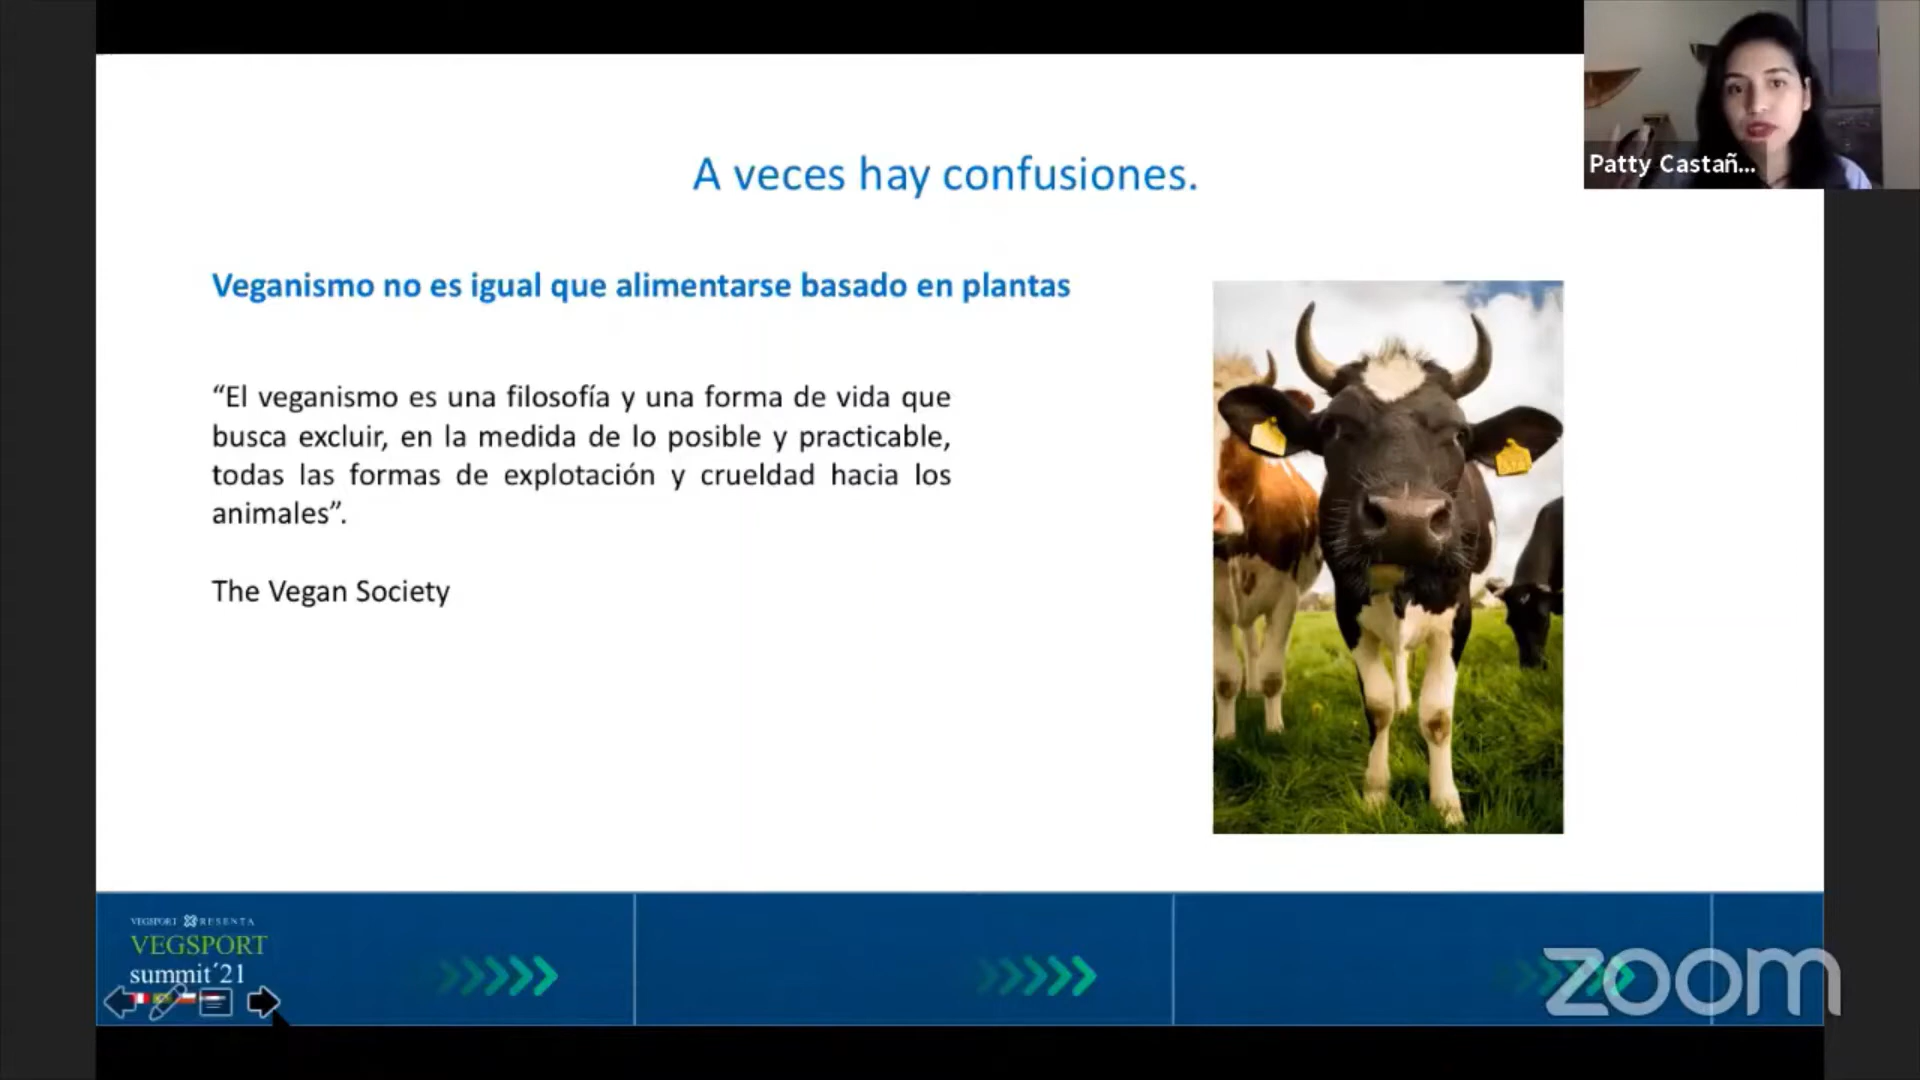 A veces hay confusiones.
Patty Castañ...
Veganismo no es igual que alimentarse basado en plantas
“El veganismo es una filosofía y una forma de vida que
busca excluir, en la medida de lo posible y practicable,
todas las formas de explotación y crueldad hacia los
animales”.
The Vegan Society
VEGSPORT
VEGSPORT
summit´21
zoom